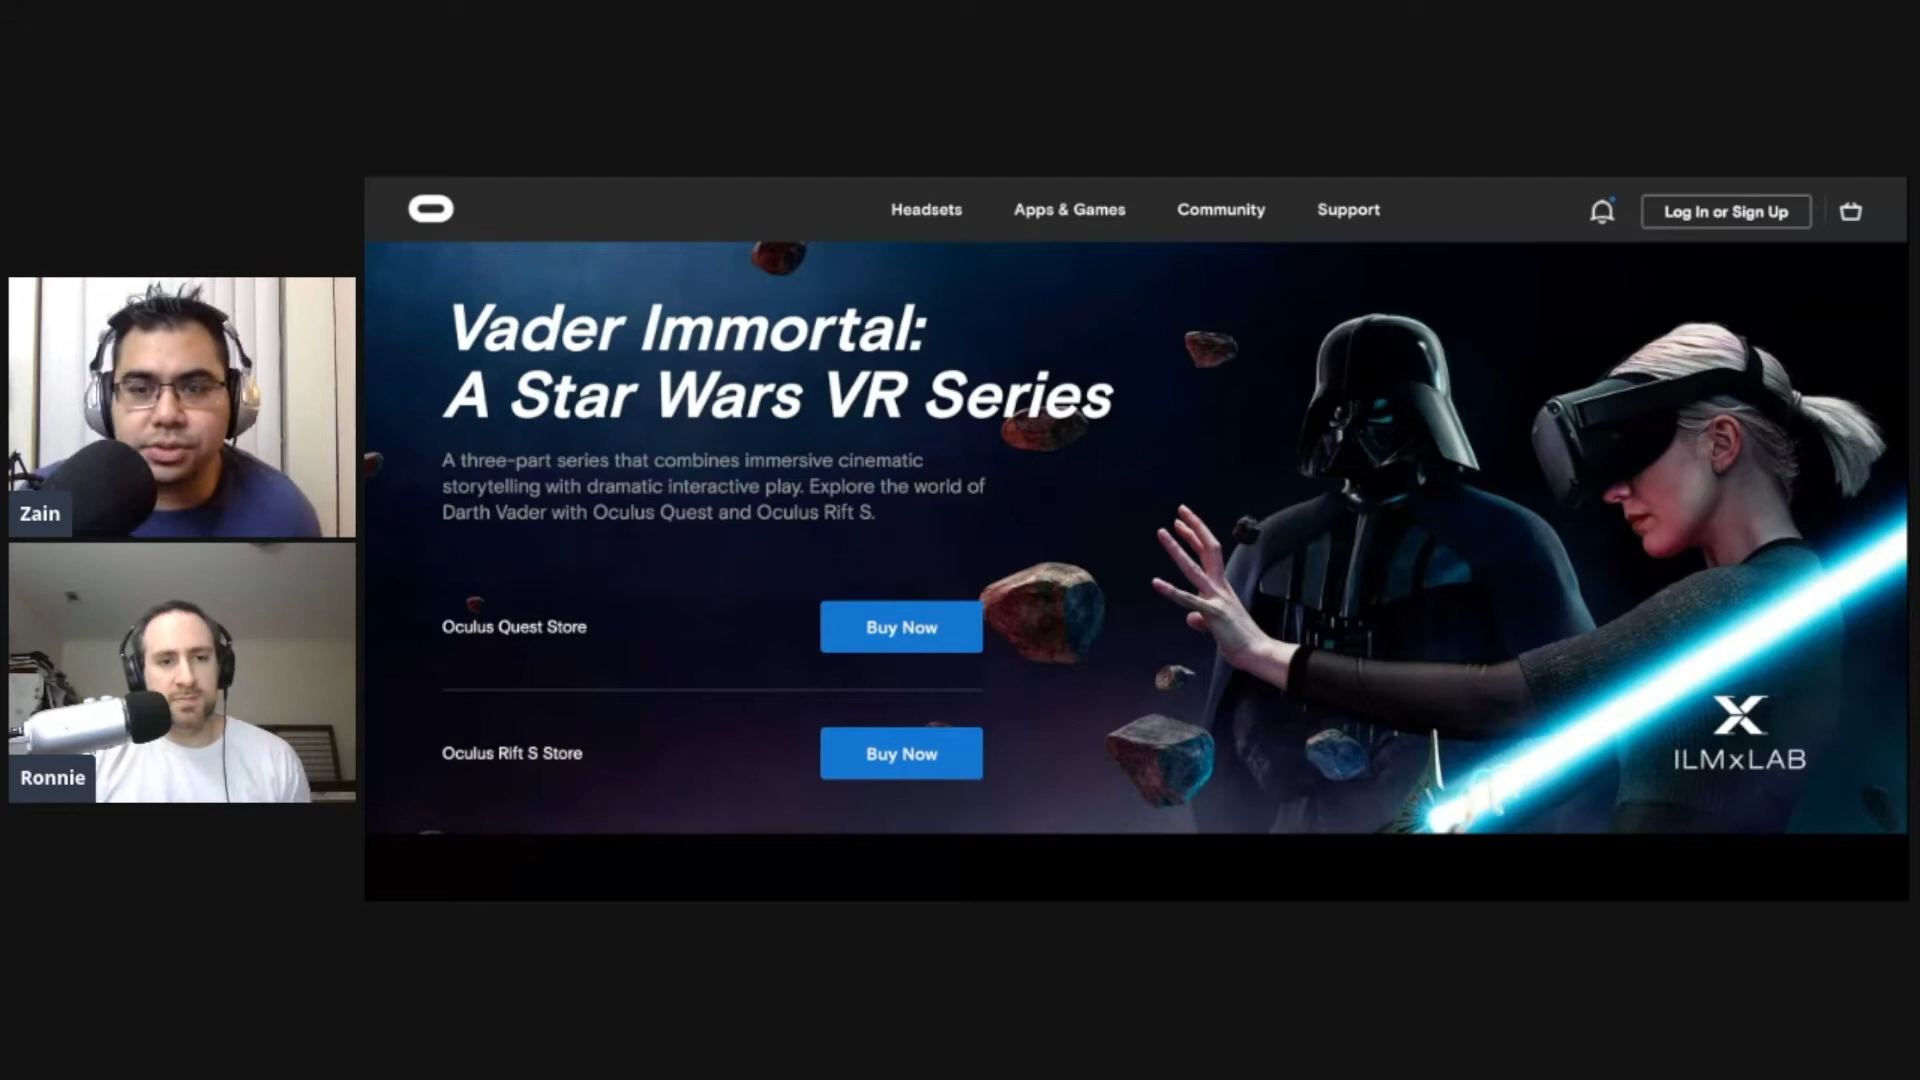 Headsets
Apps & Games
Community
Support
Log In or Sign Up
Vader Immortal:
A Star Wars VR Series
A three-part series that combines immersive cinematic
storytelling with dramatic interactive play. Explore the world of
Darth Vader with Oculus Quest and Oculus Rift S.
Oculus Quest Store
Buy Now
Oculus Rift S Store
Buy Now
ILMxLAB
Zain
Ronnie